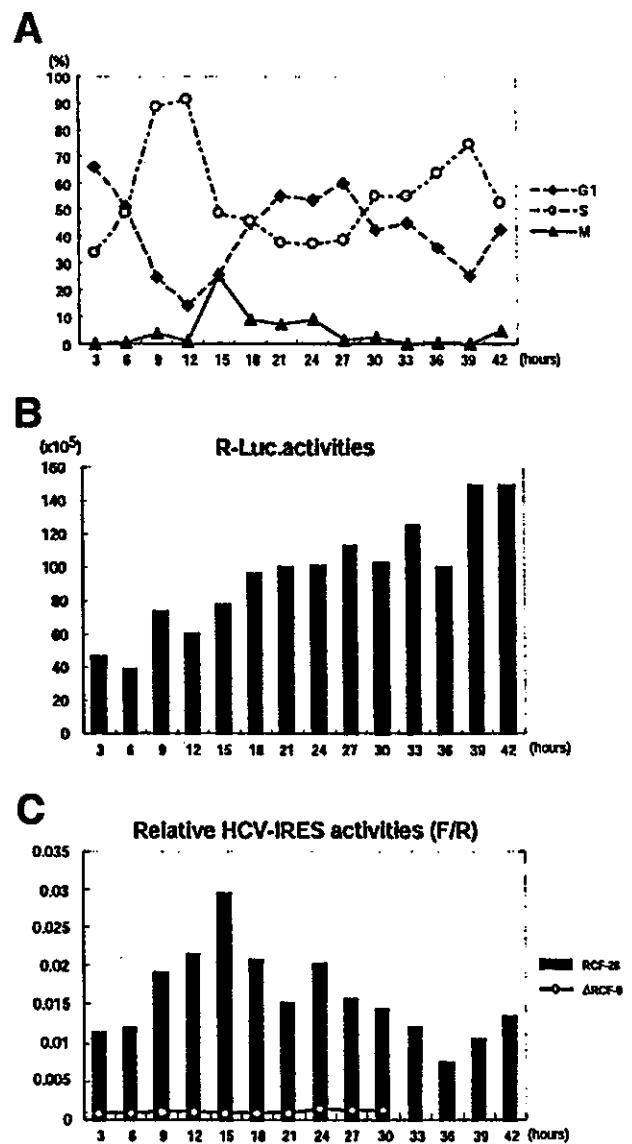 A
(%)
100
90
80
70
60
50
40
30
20
10
0
3 6 9 12 15 18 21 24 27 30 33 36 39 42 (hours)
G1
S
M
B
(x10⁵)
R-Luc.activities
160
140
120
100
80
60
40
20
0
3 6 9 12 15 18 21 24 27 30 33 36 39 42 (hours)
C
Relative HCV-IRES activities (F/R)
0.035
0.03
0.025
0.02
0.015
0.01
0.005
0
3 6 9 12 15 18 21 24 27 30 33 36 39 42 (hours)